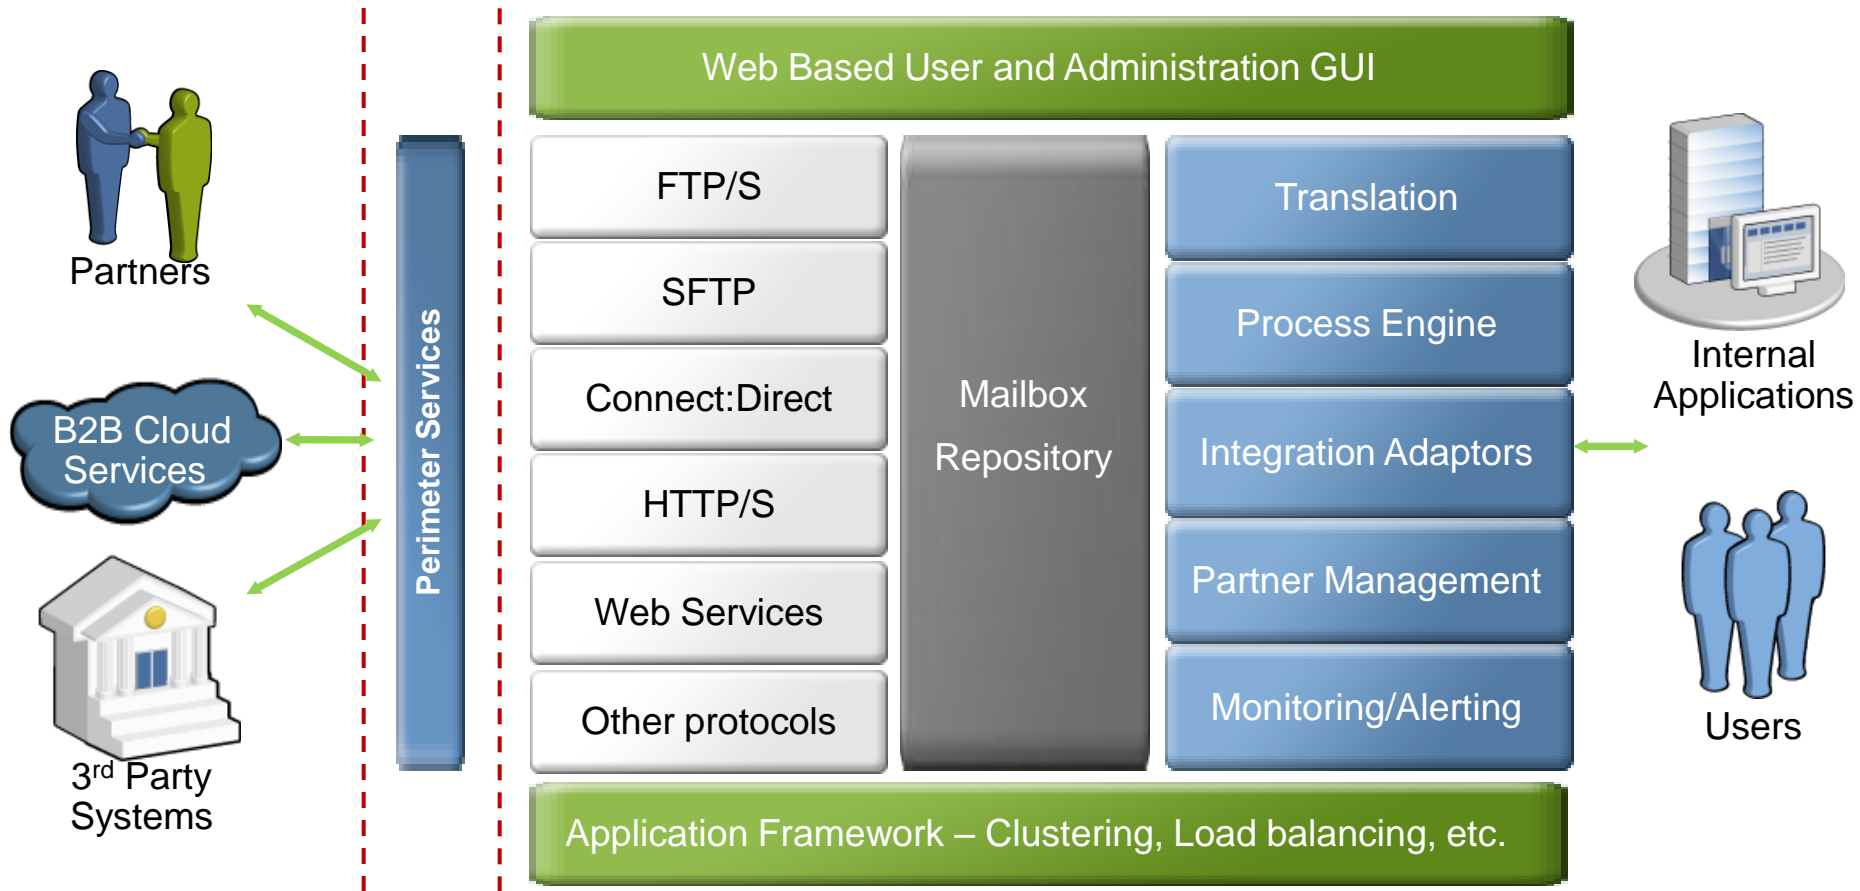 Web Based User and Administration GUI
Partners
B2B Cloud
Services
3rd Party
Systems
Perimeter Services
FTP/S
SFTP
Connect:Direct
HTTP/S
Web Services
Other protocols
Mailbox
Repository
Translation
Process Engine
Integration Adaptors
Partner Management
Monitoring/Alerting
Internal
Applications
Users
Application Framework – Clustering, Load balancing, etc.